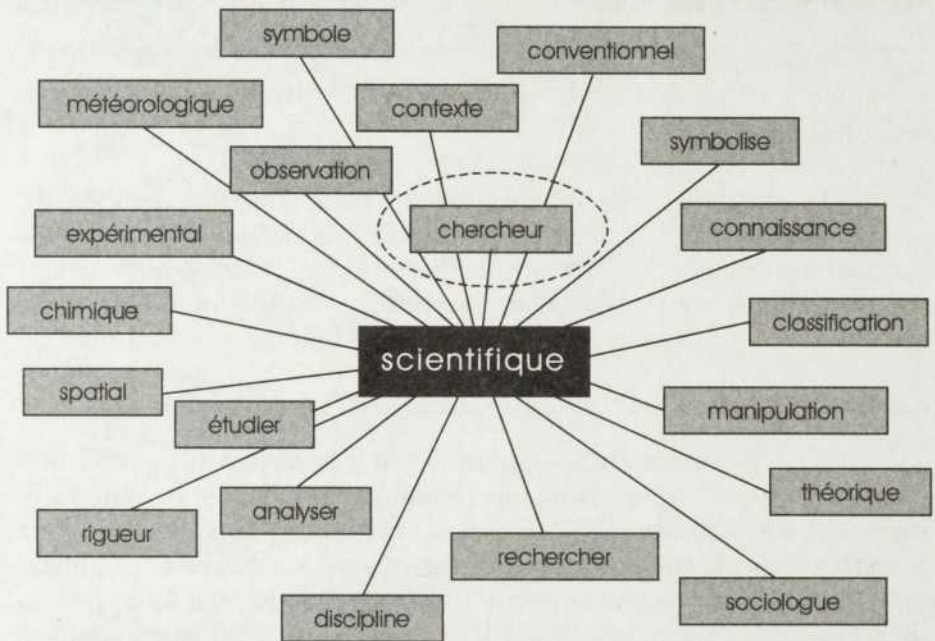 symbole
conventionnel
météorologique
contexte
symbolise
observation
chercheur
connaissance
expérimental
chimique
classification
scientifique
spatial
manipulation
étudier
théorique
analyser
rigueur
rechercher
sociologue
discipline